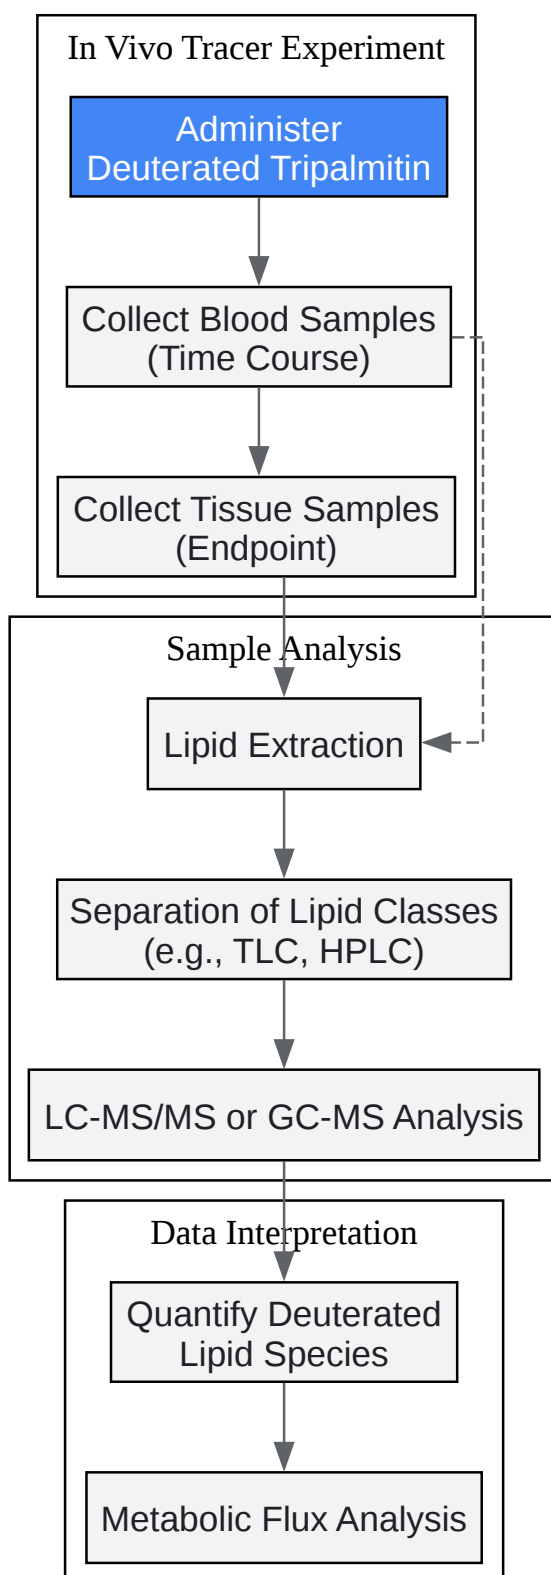 In Vivo Tracer Experiment
Administer
Deuterated Tripalmitin
Collect Blood Samples
(Time Course)
Collect Tissue Samples
(Endpoint)
Sample Analysis
Lipid Extraction
Separation of Lipid Classes
(e.g., TLC, HPLC)
LC-MS/MS or GC-MS Analysis
Data Interpretation
Quantify Deuterated
Lipid Species
Metabolic Flux Analysis